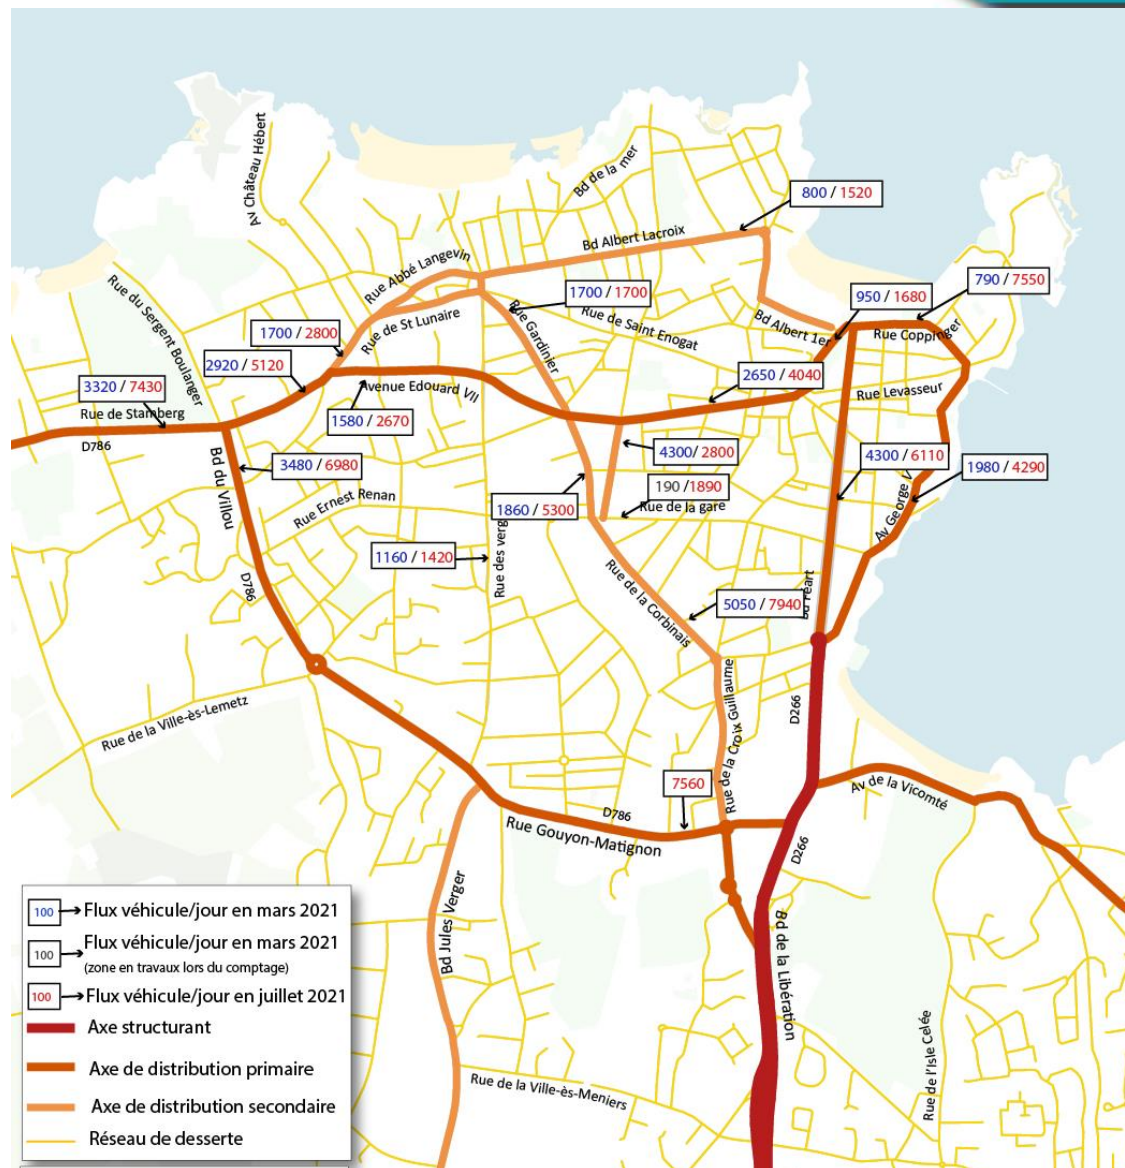 Av Château Hébert
Bd de la mer
800 / 1520
Bd Albert Lacroix
Rue Abbé Langevin
Rue du Sergent Boulanger
1700 / 1700
790 / 7550
950 / 1680
Rue de St Lunaire
Rue Gardinier
Rue de Saint Enogat
Bd Albert 1er
Rue Coppinger
1700 / 2800
2920 / 5120
3320 / 7430
Rue de Stamberg
D786
Avenue Edouard VII
2650 / 4040
Rue Levasseur
1580 / 2670
4300/ 2800
4300 / 6110
1980 / 4290
3480 / 6980
Bd du Villou
190 /1890
Rue de la gare
1860 / 5300
Rue Ernest Renan
Av George V
1160 / 1420
Rue des verg
D786
Rue de la Corbinais
5050 / 7940
Féart
Rue de la Ville-ès-Lemetz
Rue de la Croix Guillaume
D266
7560
D786
Av de la Vicomté
Rue Gouyon-Matignon
D266
Bd Jules Verger
Bd de la Libération
Rue de l'Isle Celée
Rue de la Ville-ès-Meniers
100 Flux véhicule/jour en mars 2021
100 Flux véhicule/jour en mars 2021
(zone en travaux lors du comptage)
100 Flux véhicule/jour en juillet 2021
Axe structurant
Axe de distribution primaire
Axe de distribution secondaire
Réseau de desserte